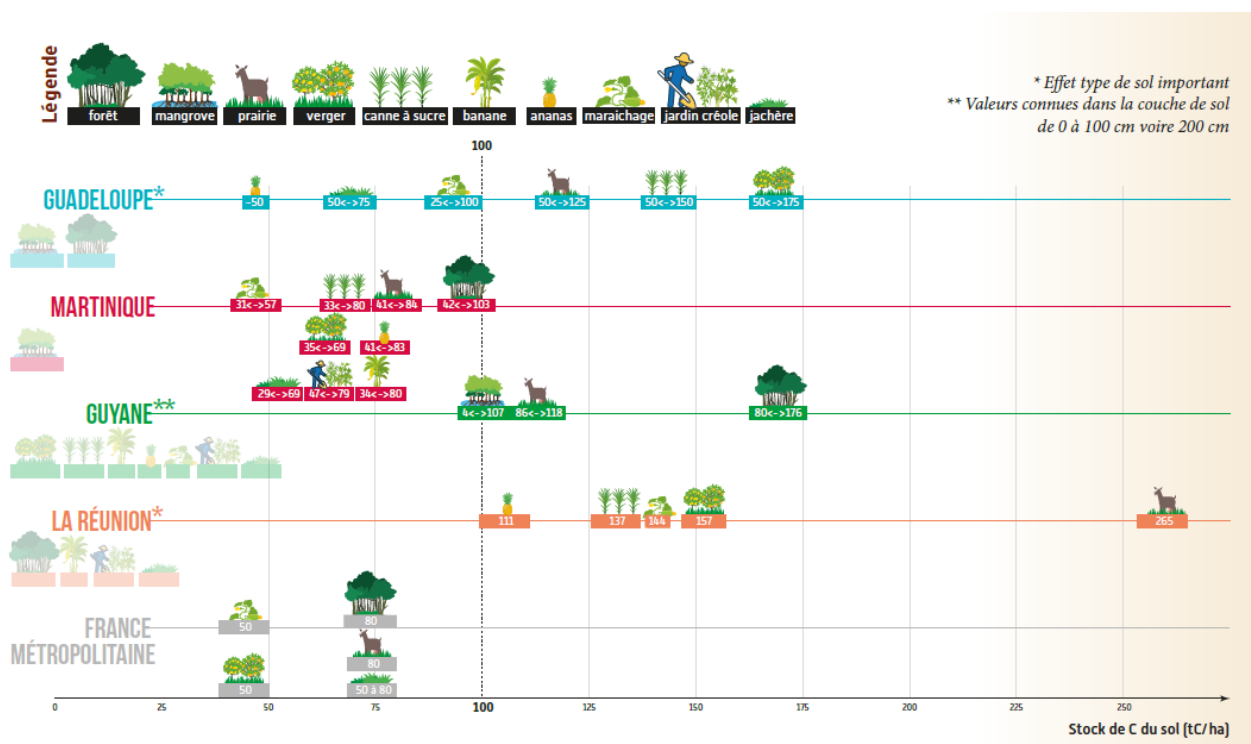 Légende
forêt
mangrove
prairie
verger
canne à sucre
banane
ananas
maraichage
jardin créole
jachère
* Effet type de sol important
** Valeurs connues dans la couche de sol
de 0 à 100 cm voire 200 cm
100
GUADELOUPE*
~50
50<->75
25<->100
50<->125
50<->150
50<->175
MARTINIQUE
31<->57
33<->80
41<->84
42<->103
35<->69
41<->83
29<->69
47<->79
34<->80
GUYANE**
4<->107
86<->118
80<->176
LA RÉUNION*
111
137
144
157
265
FRANCE
MÉTROPOLITAINE
50
80
80
50
50 à 80
0
25
50
75
100
125
150
175
200
225
250
Stock de C du sol (tC/ha)